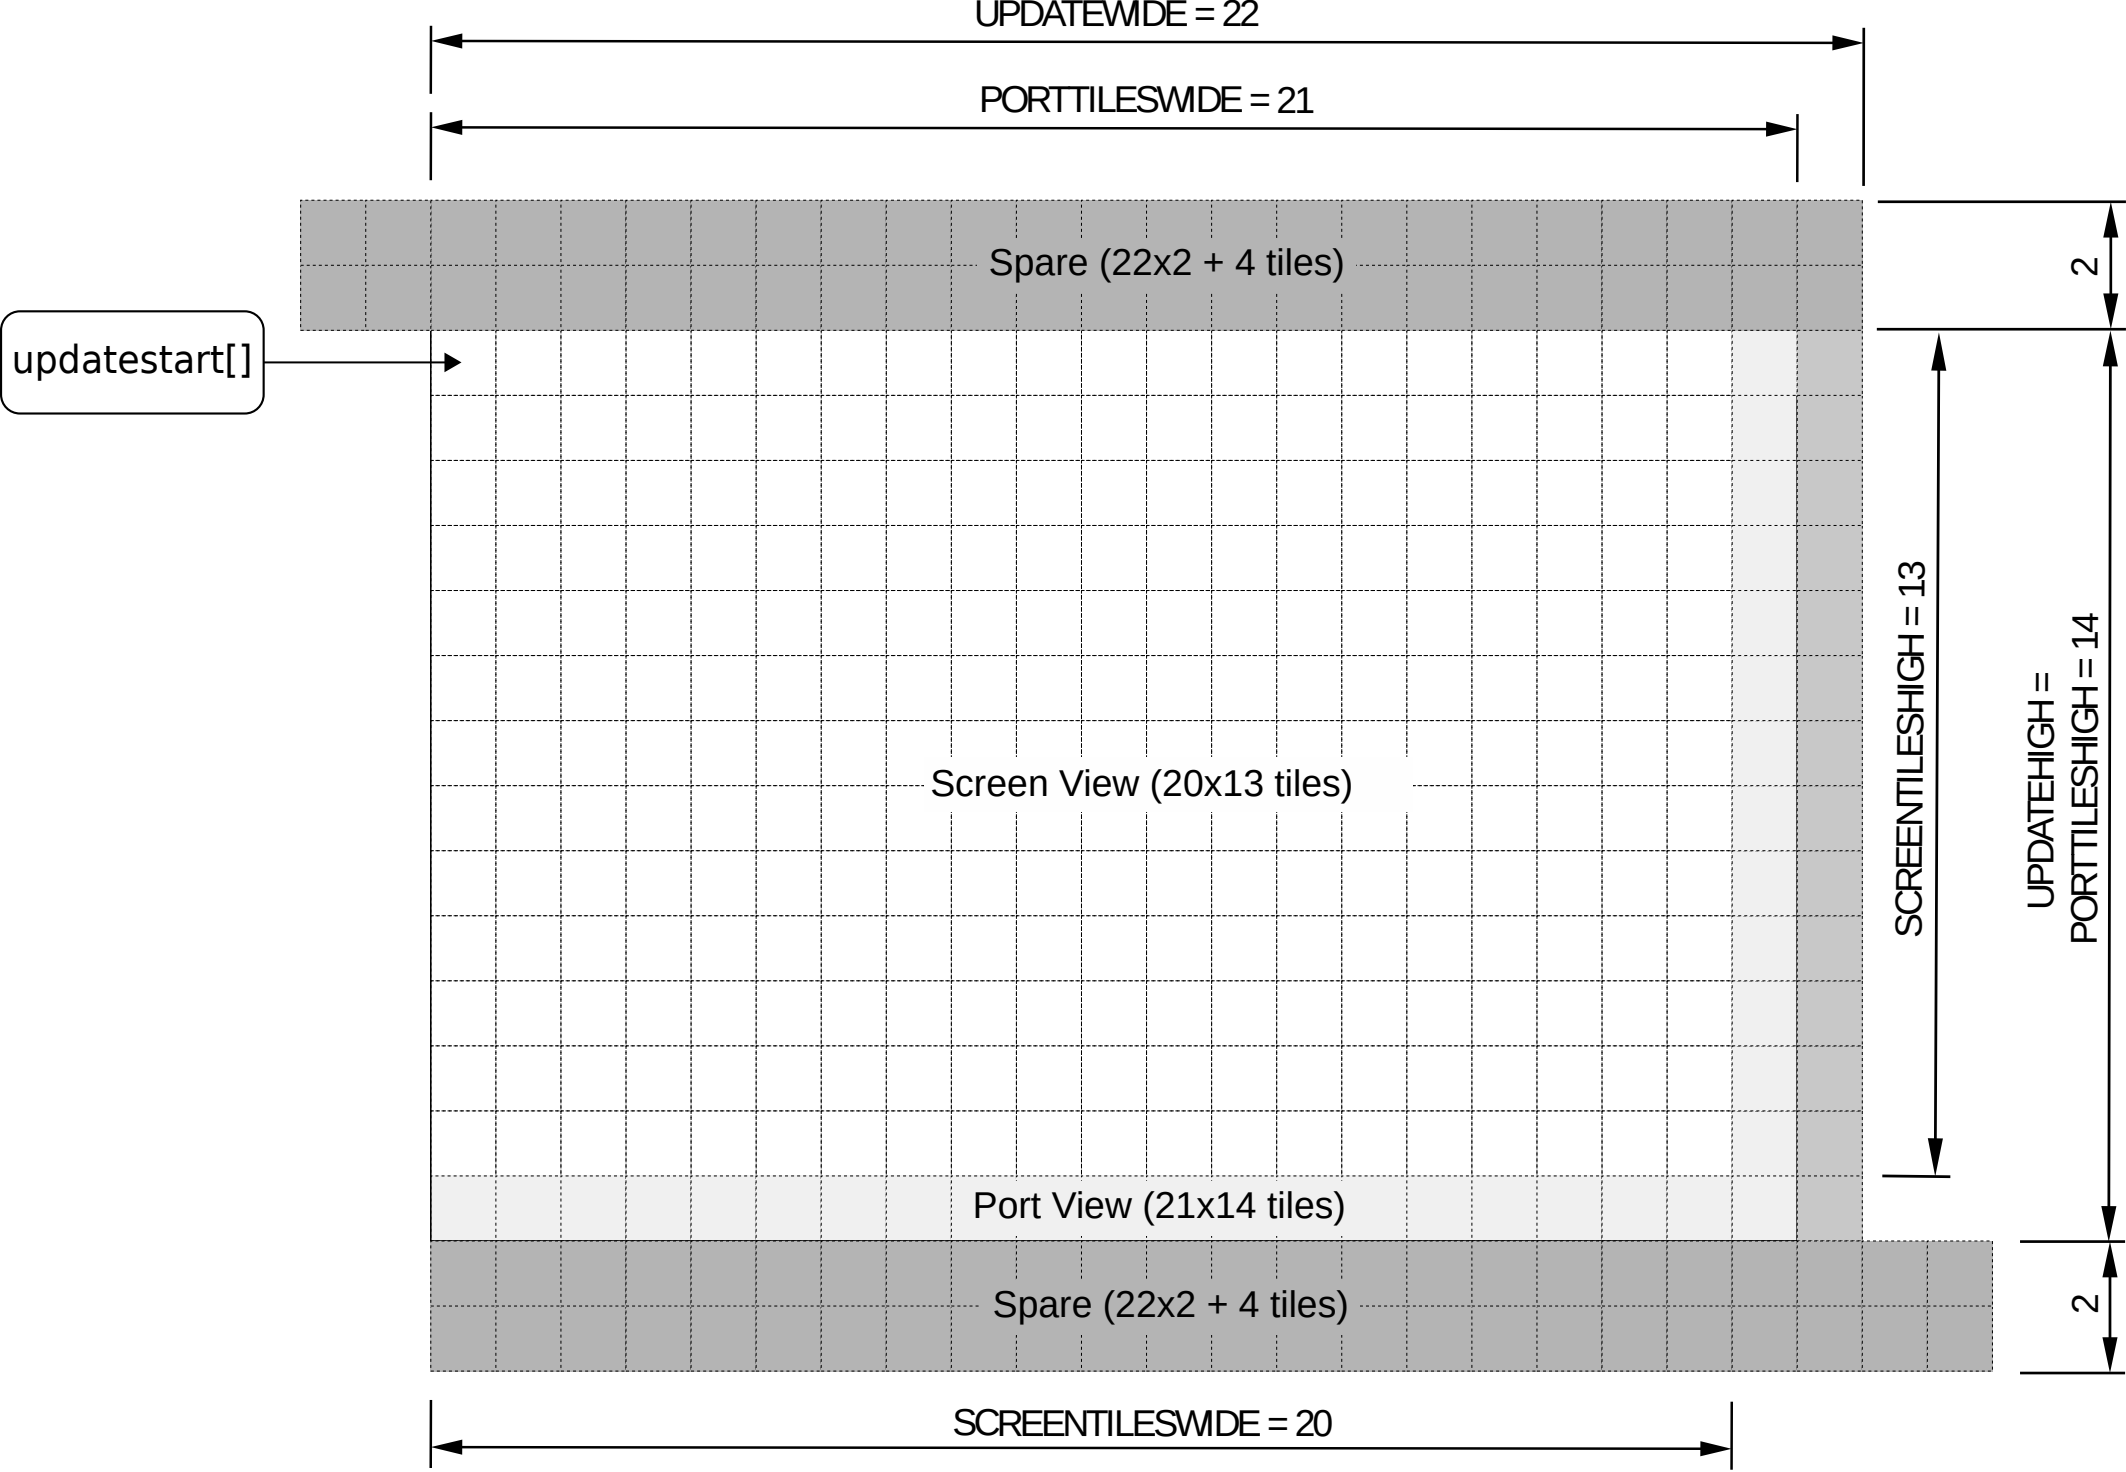 UPDATEWIDE = 22
PORTTILESWIDE = 21
Spare (22x2 + 4 tiles)
2
updatestart[]
SCREENTILESHIGH = 13
UPDATEHIGH =
PORTTILESHIGH = 14
Screen View (20x13 tiles)
Port View (21x14 tiles)
Spare (22x2 + 4 tiles)
2
SCREENTILESWIDE = 20